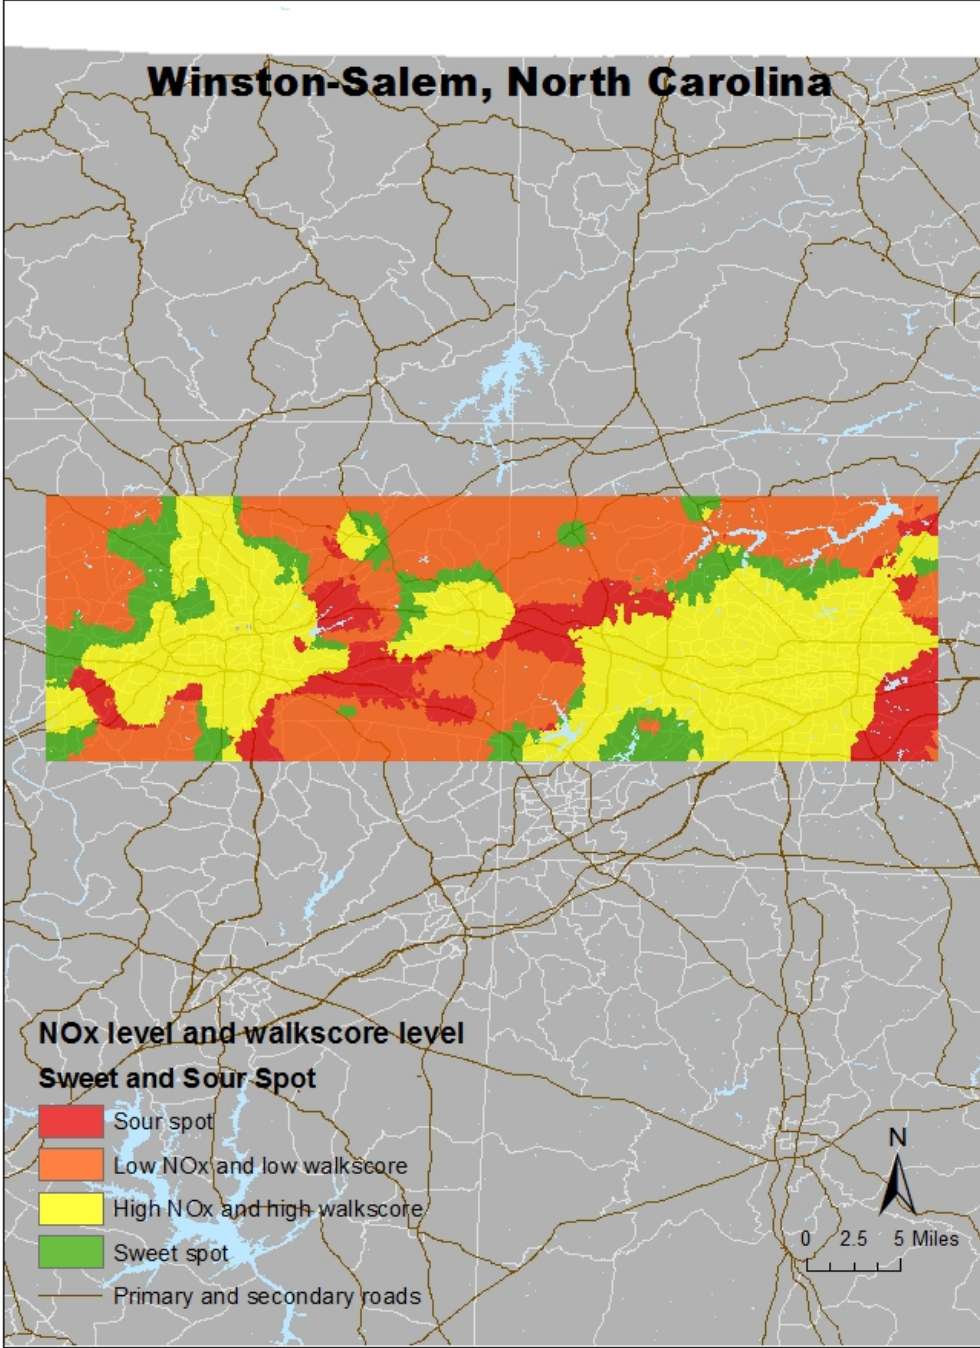 Winston-Salem, North Carolina
NOx level and walkscore level
Sweet and Sour Spot
Sour spot
Low NOx and low walkscore
High NOx and high walkscore
Sweet spot
Primary and secondary roads
N
0 2.5 5 Miles